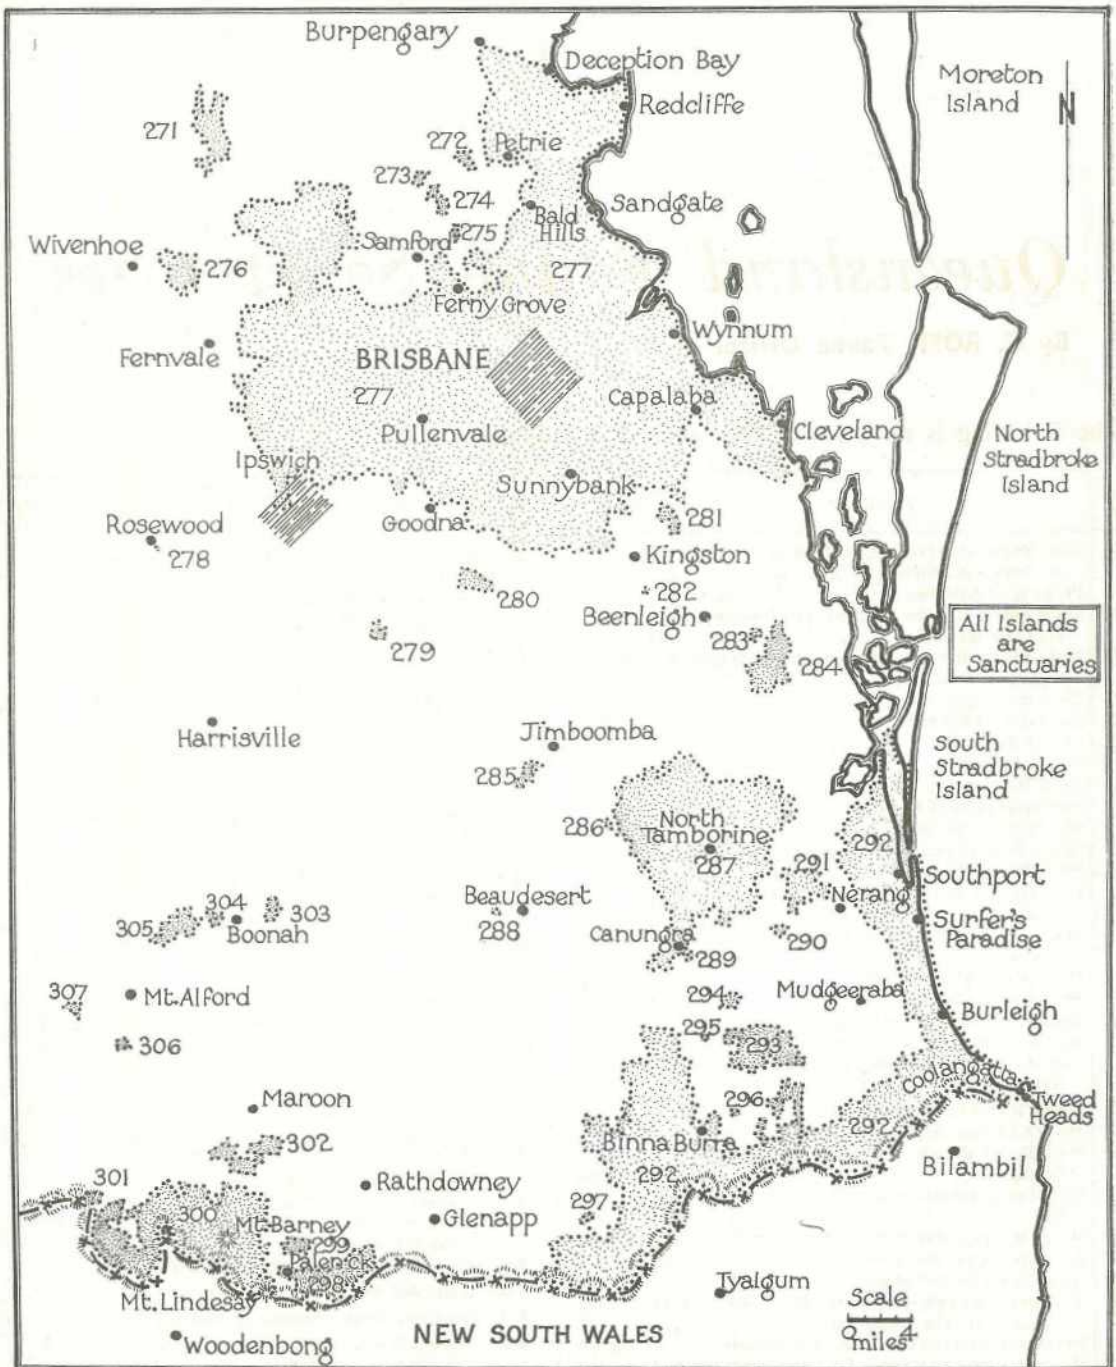 Burpengary
Deception Bay
Moreton
Island
N
Redcliffe
271
272
Petrie
273
274
Sandgate
Bald
Hills
275
Samford
Wivenhoe
276
277
Ferny Grove
Wynnum
Fernvale
BRISBANE
277
Capalaba
Pullenvale
Cleveland
North
Stradbroke
Island
Ipswich
Sunnybank
Rosewood
278
Goodna
281
Kingston
280
282
Beenleigh
279
283
284
All Islands
are
Sanctuaries
Harrisville
Jimboomba
285
South
Stradbroke
Island
286
North
Tamborine
287
292
291
Southport
Nerang
Beaudesert
288
304
303
305
Boonah
Surfer's
Paradise
Canungra
289
290
307
Mt. Alford
294
Mudgeeraba
Burleigh
306
295
293
Coolangatta
Tweed
Heads
Maroon
296
302
Binna Burra
292
292
Bilambil
301
Rathdowney
300
297
Glenapp
Mt. Barney
299
Palen ck
298
Mt. Lindesay
Tyalgum
Scale
0 4
miles
Woodenbong
NEW SOUTH WALES